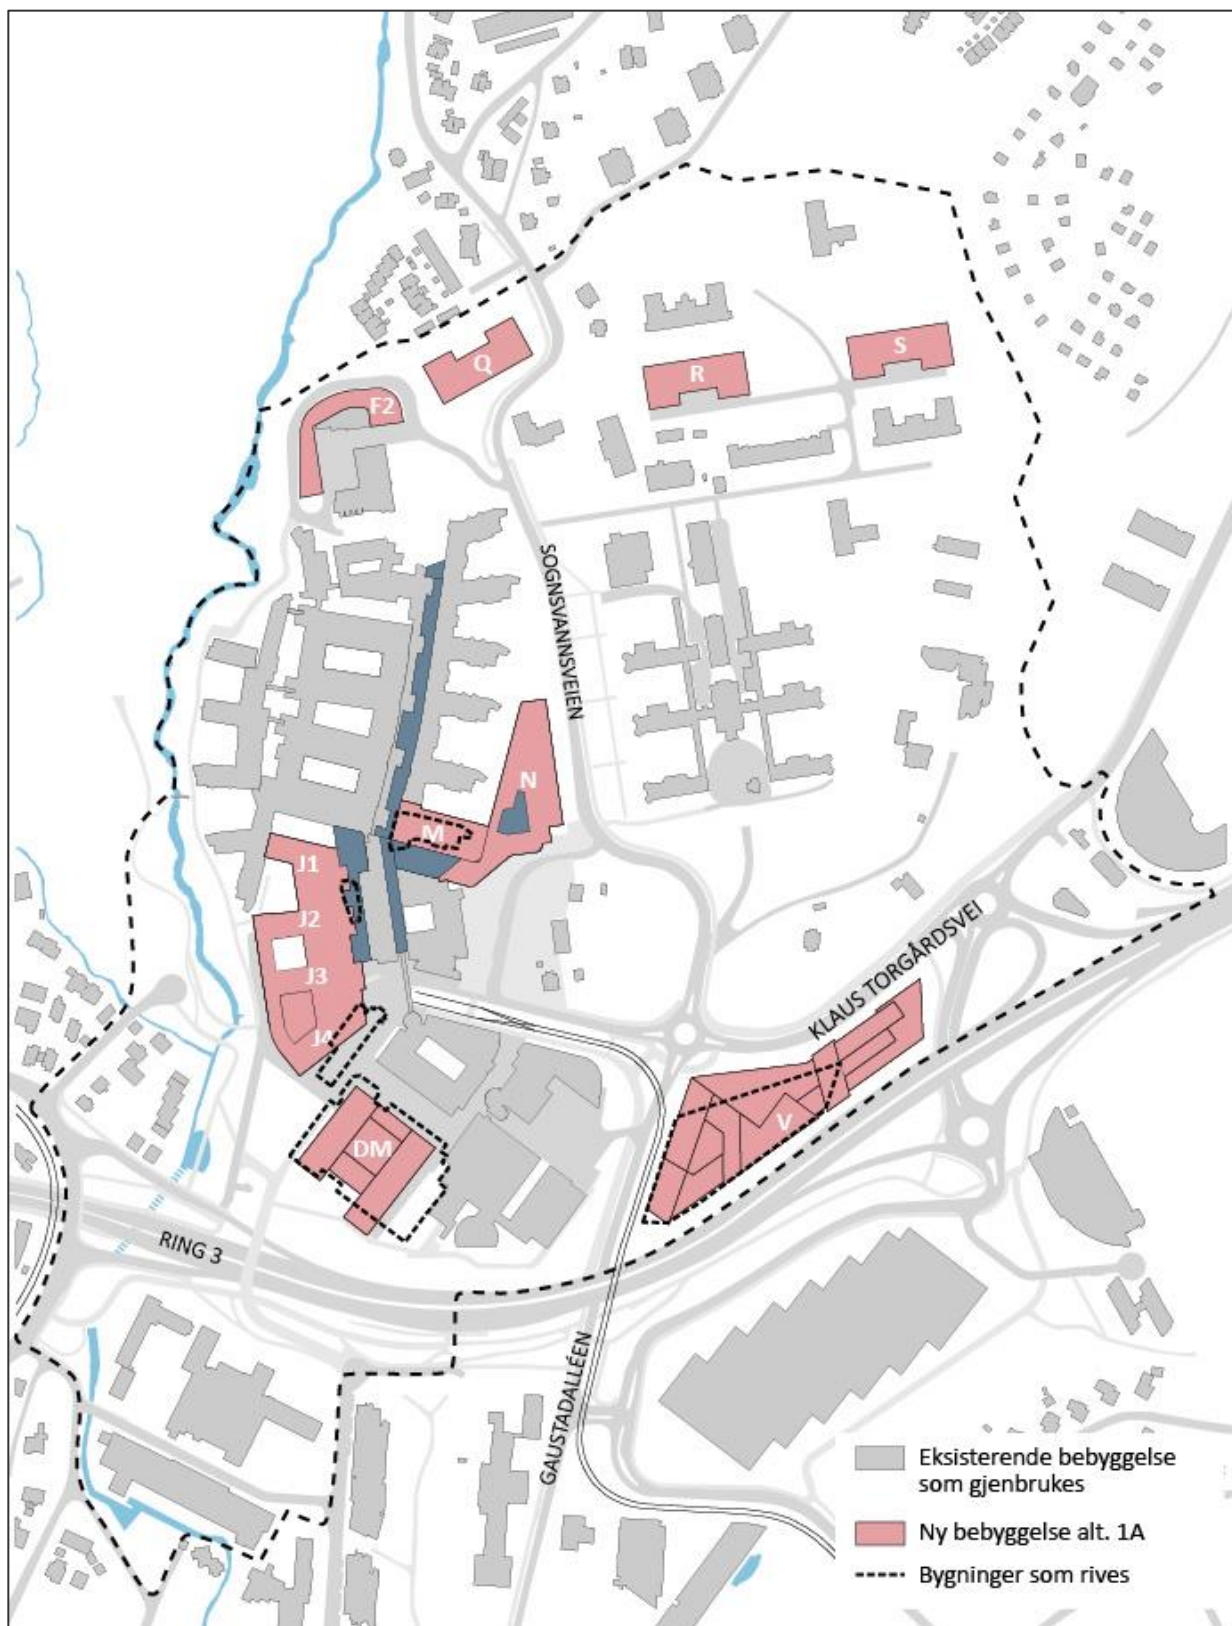 S
Q
R
F2
SOGNSVANNSVEIEN
N
M
J1
J2
J3
J4
KLAUS TORGÅRDSVEI
V
DM
RING 3
GAUSTADALLÉEN
Eksisterende bebyggelse
som gjenbrukes
Ny bebyggelse alt. 1A
Bygninger som rives